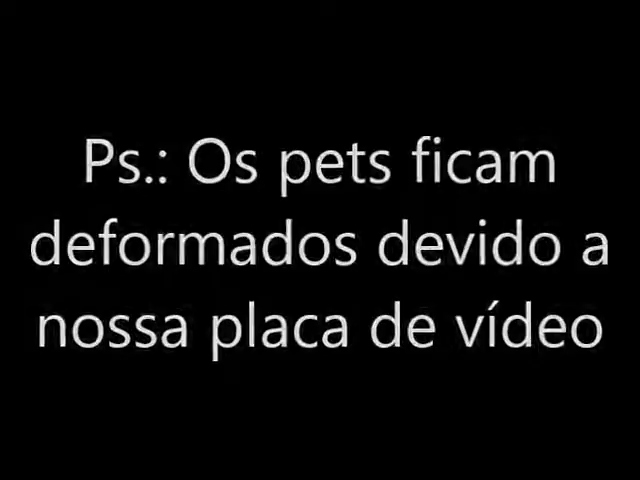 Ps.: Os pets ficam
deformados devido a
nossa placa de vídeo